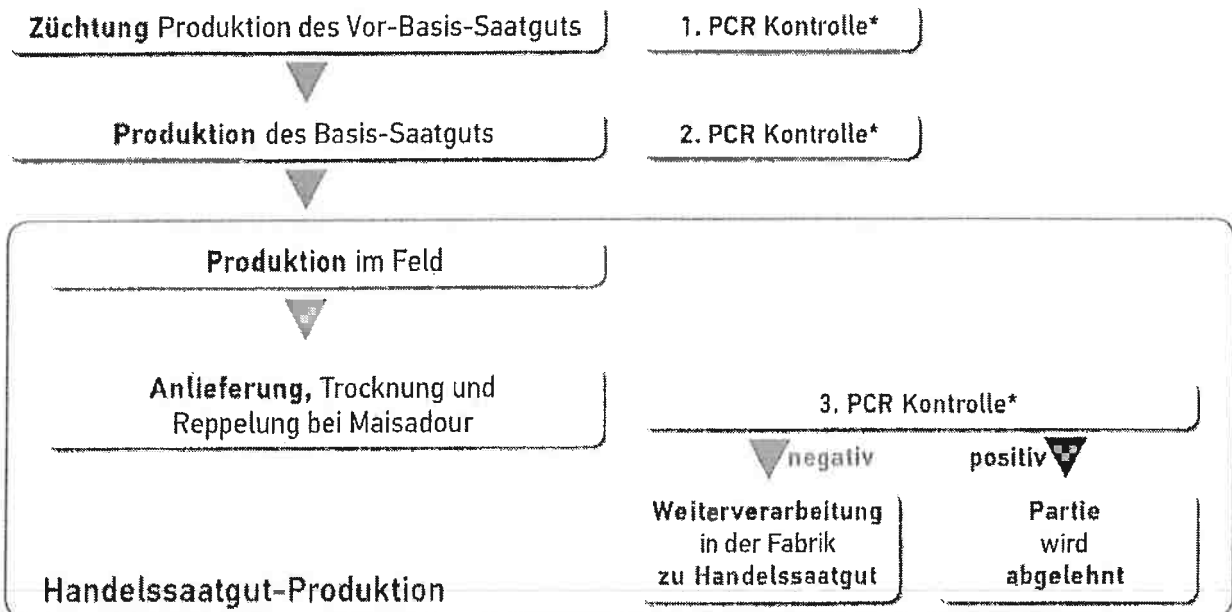 Züchtung Produktion des Vor-Basis-Saatguts
1. PCR Kontrolle*
Produktion des Basis-Saatguts
2. PCR Kontrolle*
Produktion im Feld
Anlieferung, Trocknung und
Reppelung bei Maisadour
3. PCR Kontrolle*
negativ
positiv
Weiterverarbeitung
in der Fabrik
zu Handelssaatgut
Partie
wird
abgelehnt
Handelssaatgut-Produktion